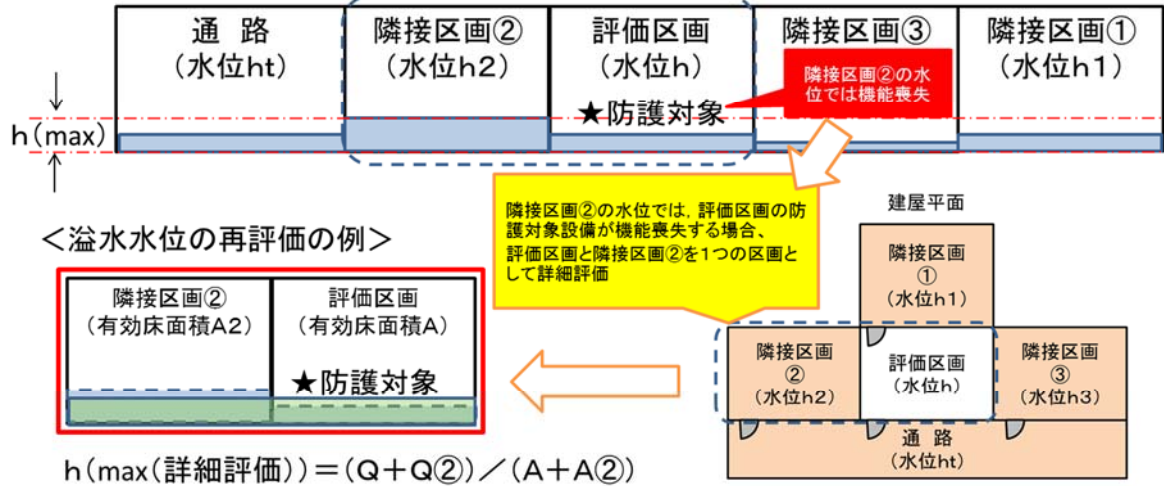 通 路
(水位ht)
隣接区画②
(水位h2)
評価区画
(水位h)
★防護対象
隣接区画③
隣接区画②の水
位では機能喪失
隣接区画①
(水位h1)
h(max)
隣接区画②の水位では，評価区画の防
護対象設備が機能喪失する場合、
評価区画と隣接区画②を1つの区画と
して詳細評価
＜溢水水位の再評価の例＞
隣接区画②
(有効床面積A2)
評価区画
(有効床面積A)
★防護対象
h(max(詳細評価))＝(Q＋Q②)／(A＋A②)
建屋平面
隣接区画
①
(水位h1)
隣接区画
②
(水位h2)
評価区画
(水位h)
隣接区画
③
(水位h3)
通 路
(水位ht)